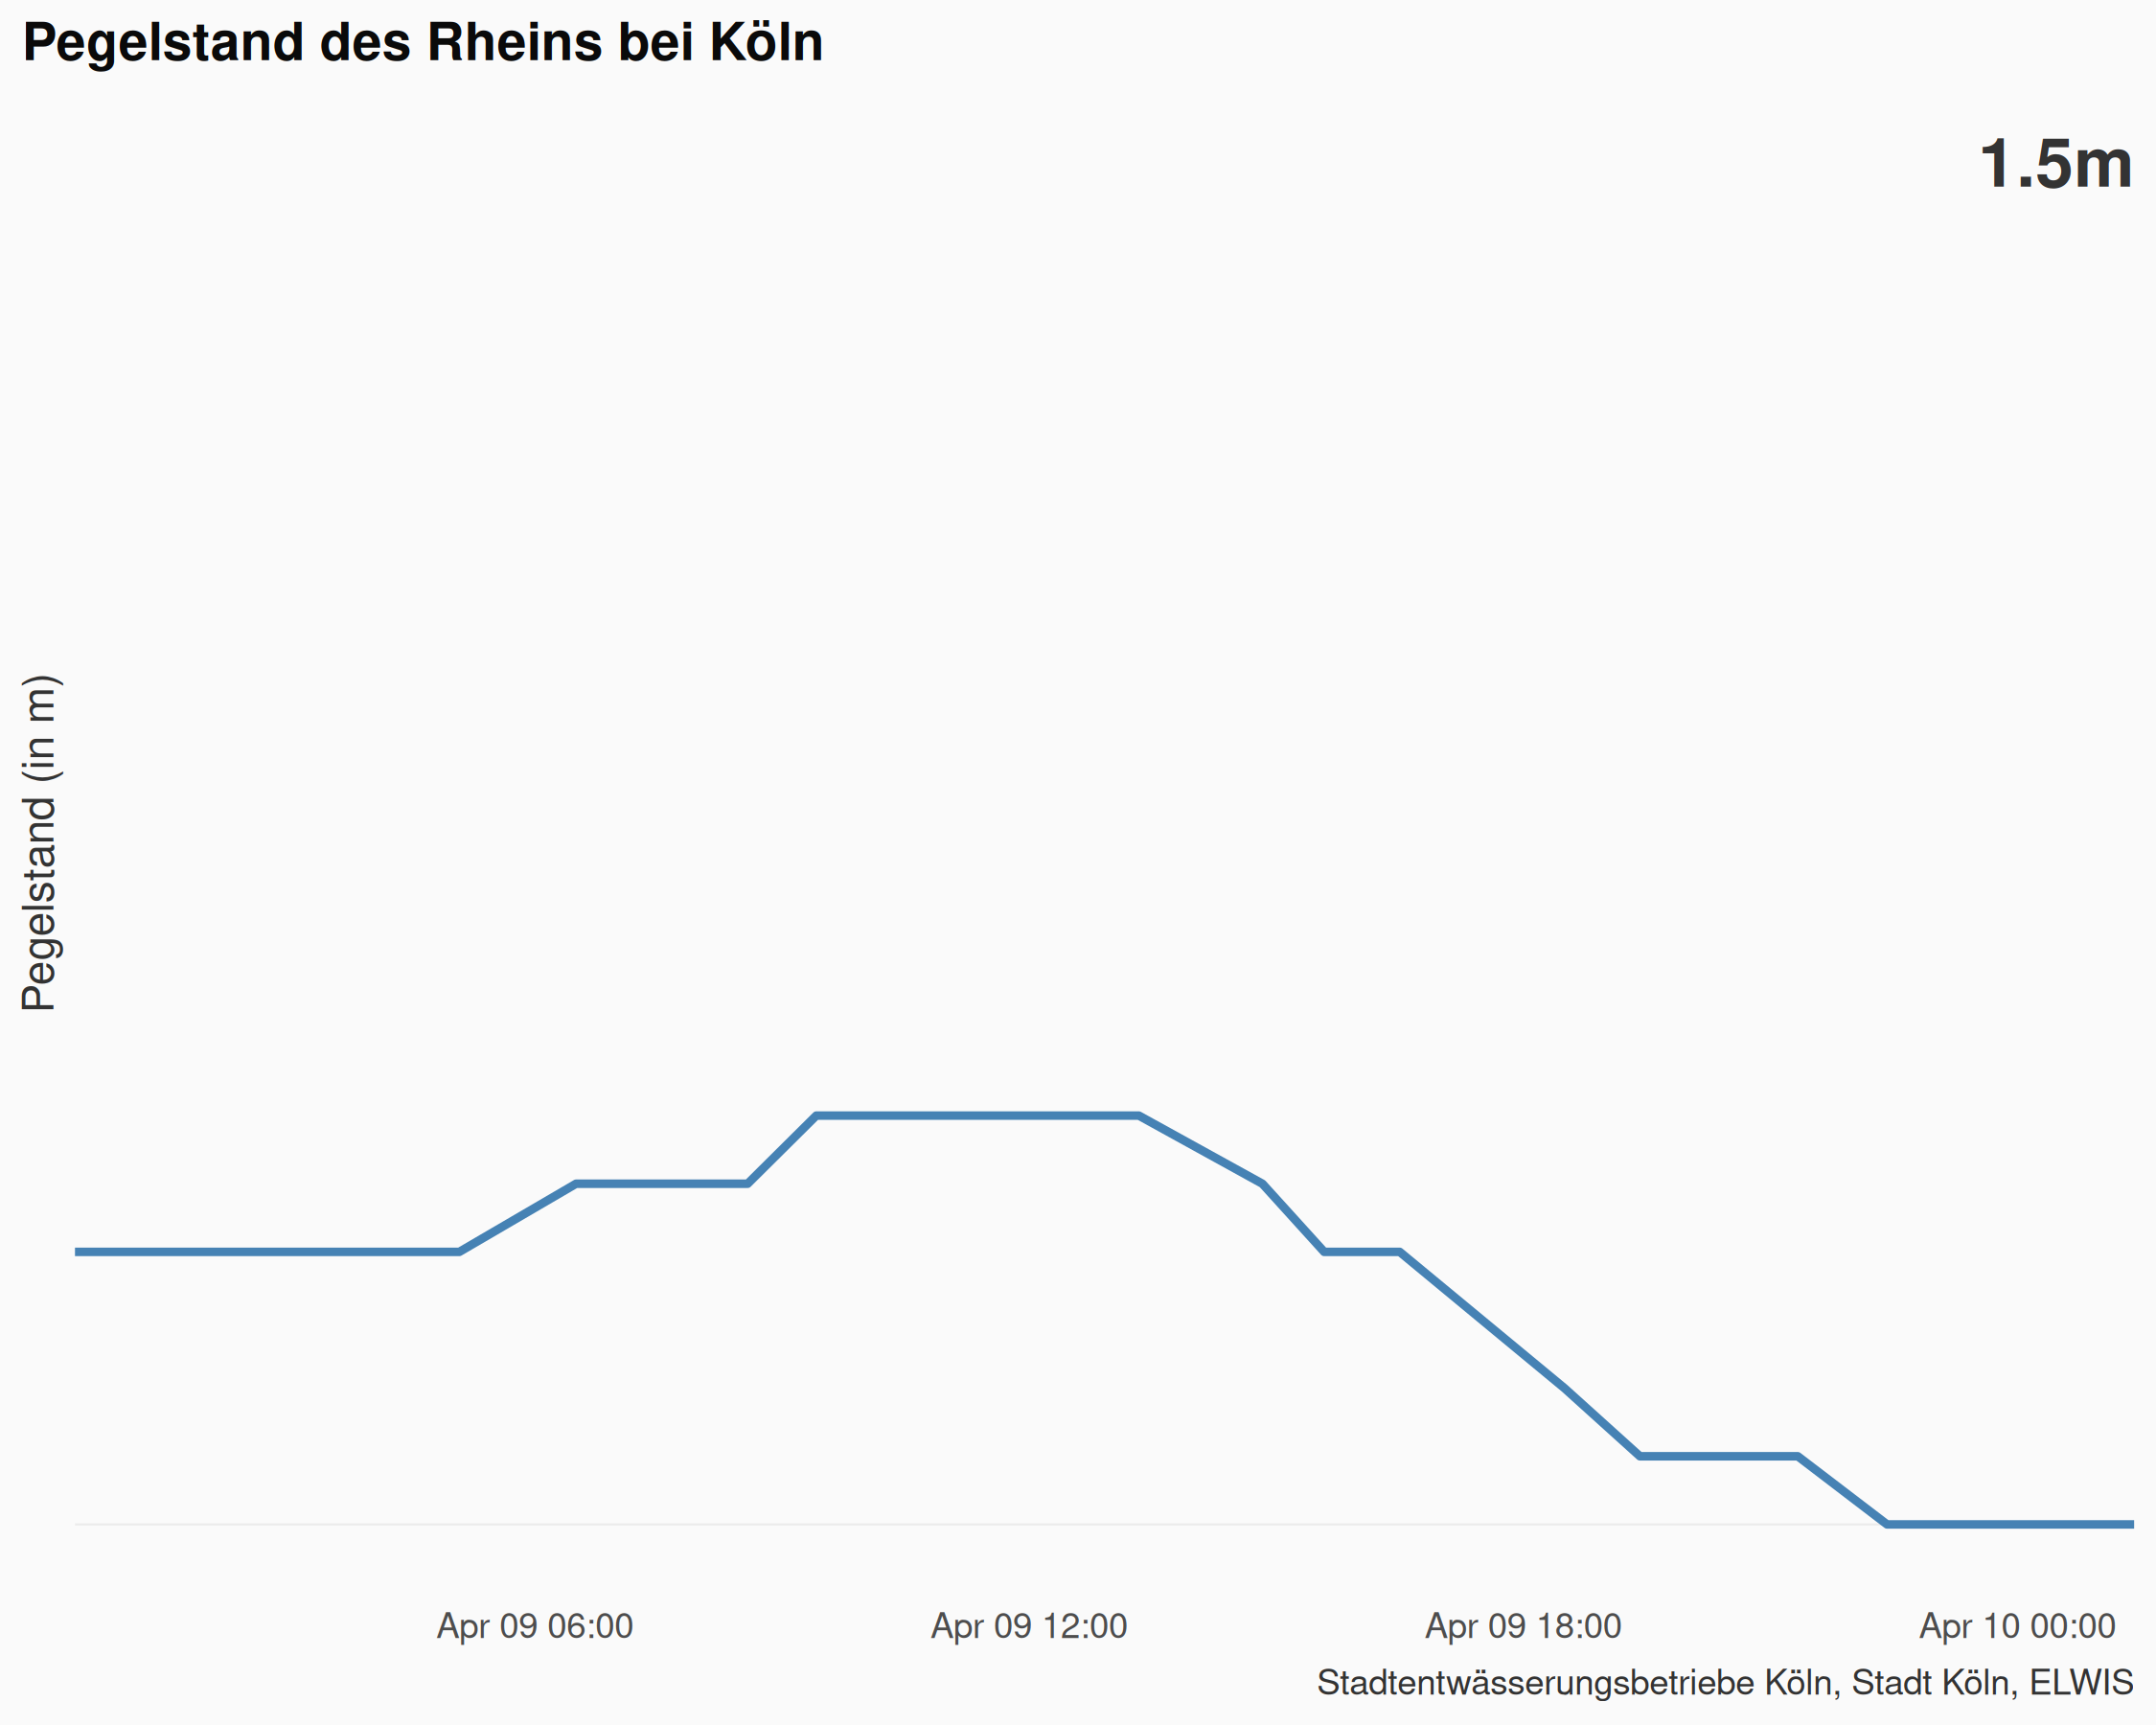 Pegelstand des Rheins bei Köln
1.5m
Pegelstand (in m)
Apr 09 06:00 Apr 09 12:00 Apr 09 18:00 Apr 10 00:00
Stadtentwässerungsbetriebe Köln, Stadt Köln, ELWIS